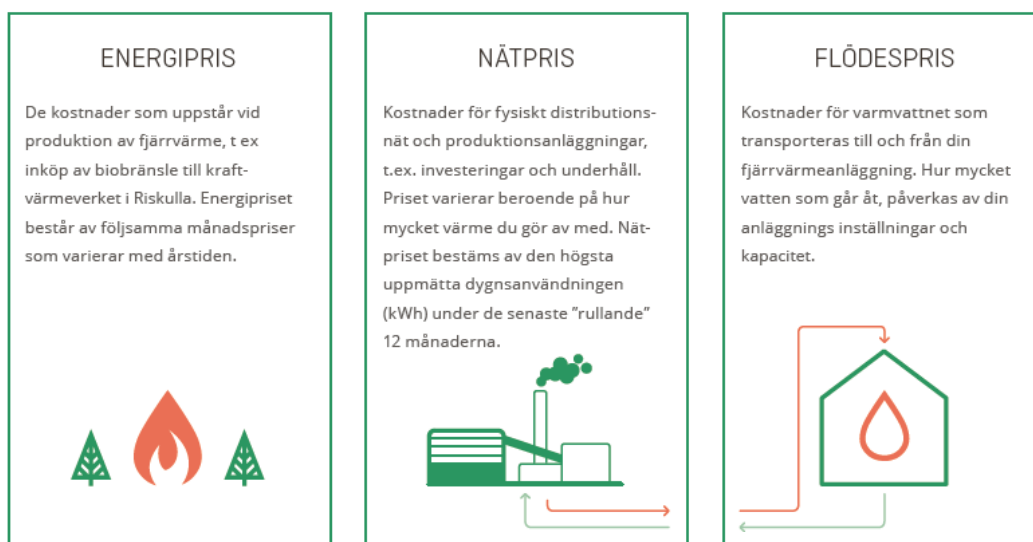 ENERGIPRIS
De kostnader som uppstår vid
produktion av fjärrvärme, t ex
inköp av biobränsle till kraft-
värmeverket i Riskulla. Energipriset
består av följsamma månadspriser
som varierar med årstiden.
NÄTPRIS
Kostnader för fysiskt distributions-
nät och produktionsanläggningar,
t.ex. investeringar och underhåll.
Priset varierar beroende på hur
mycket värme du gör av med. Nät-
priset bestäms av den högsta
uppmätta dygnsanvändningen
(kWh) under de senaste ”rullande”
12 månaderna.
FLÖDESPRIS
Kostnader för varmvattnet som
transporteras till och från din
fjärrvärmeanläggning. Hur mycket
vatten som går åt, påverkas av din
anläggnings inställningar och
kapacitet.